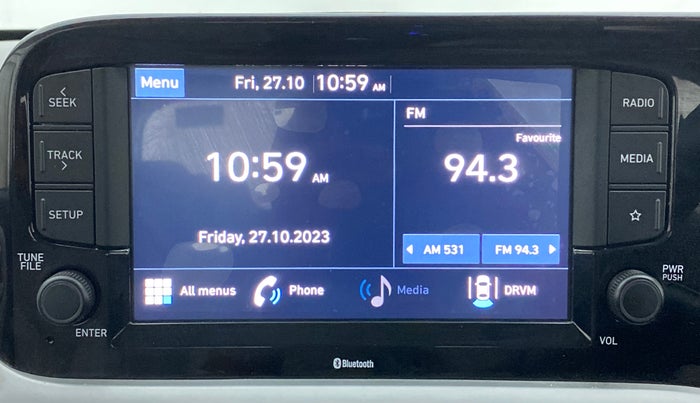 Menu Fri, 27.10 10:59 AM
SEEK
TRACK
SETUP
TUNE
FILE
ENTER
10:59 AM
Friday, 27.10.2023
FM
Favourite
94.3
AM 531 FM 94.3
All menus Phone Media DRVM
RADIO
MEDIA
PWR
PUSH
VOL
Bluetooth